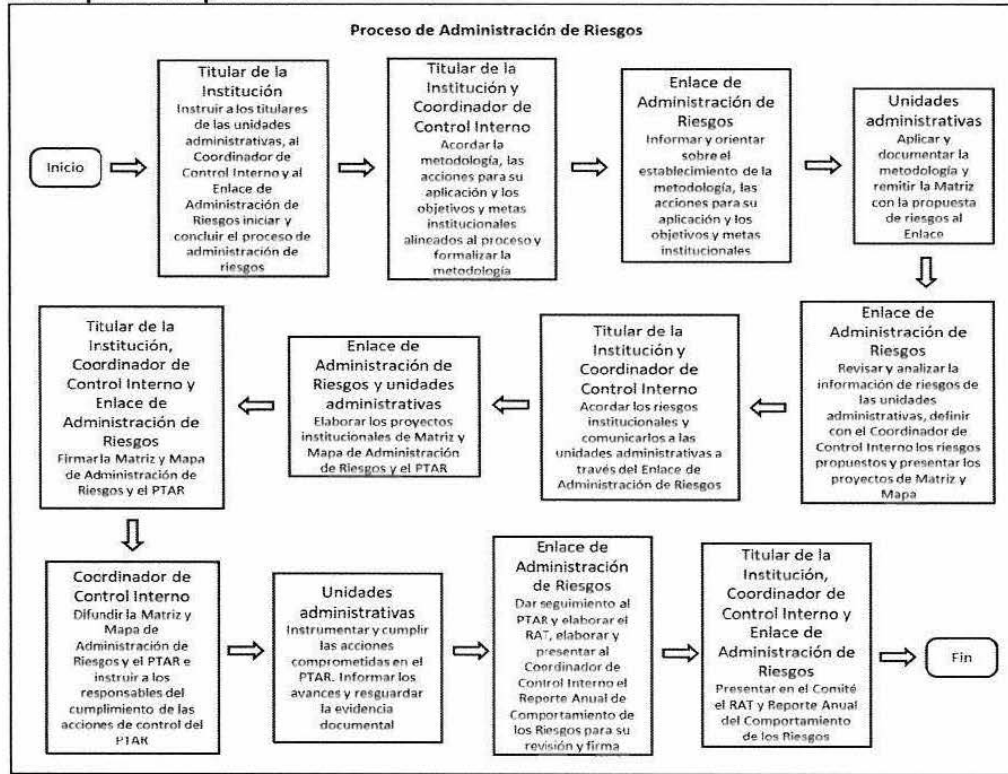 Proceso de Administración de Riesgos
Inicio
Titular de la
Institución
Instruir a los titulares
de las unidades
administrativas, al
Coordinador de
Control Interno y al
Enlace de
Administración de
Riesgos iniciar y
concluir el proceso de
administración de
riesgos
Titular de la
Institución y
Coordinador de
Control Interno
Acordar la
metodología, las
acciones para su
aplicación y los
objetivos y metas
institucionales
alineados al proceso y
formalizar la
metodología
Enlace de
Administración de
Riesgos
Informar y orientar
sobre el
establecimiento de la
metodología, las
acciones para su
aplicación y los
objetivos y metas
institucionales
Unidades
administrativas
Aplicar y
documentar la
metodología y
remitir la Matriz
con la propuesta
de riesgos al
Enlace
Enlace de
Administración de
Riesgos
Revisar y analizar la
información de riesgos de
las unidades
administrativas, definir
con el Coordinador de
Control Interno los riesgos
propuestos y presentar los
proyectos de Matriz y
Mapa
Titular de la
Institución y
Coordinador de
Control Interno
Acordar los riesgos
institucionales y
comunicarlos a las
unidades administrativas a
través del Enlace de
Administración de Riesgos
Enlace de
Administración de
Riesgos y unidades
administrativas
Elaborar los proyectos
institucionales de Matriz y
Mapa de Administración
de Riesgos y el PTAR
Titular de la
Institución,
Coordinador de
Control Interno y
Enlace de
Administración de
Riesgos
Firmar la Matriz y Mapa
de Administración de
Riesgos y el PTAR
Coordinador de
Control Interno
Difundir la Matriz y
Mapa de
Administración de
Riesgos y el PTAR e
instruir a los
responsables del
cumplimiento de las
acciones de control del
PTAR
Unidades
administrativas
Instrumentar y cumplir
las acciones
comprometidas en el
PTAR. Informar los
avances y resguardar
la evidencia
documental
Enlace de
Administración
de Riesgos
Dar seguimiento al
PTAR y elaborar el
RAT, elaborar y
presentar al
Coordinador de
Control Interno el
Reporte Anual de
Comportamiento de
los Riesgos para su
revisión y firma
Titular de la
Institución,
Coordinador de
Control Interno y
Enlace de
Administración de
Riesgos
Presentar en el Comité
el RAT y Reporte Anual
del Comportamiento
de los Riesgos
Fin